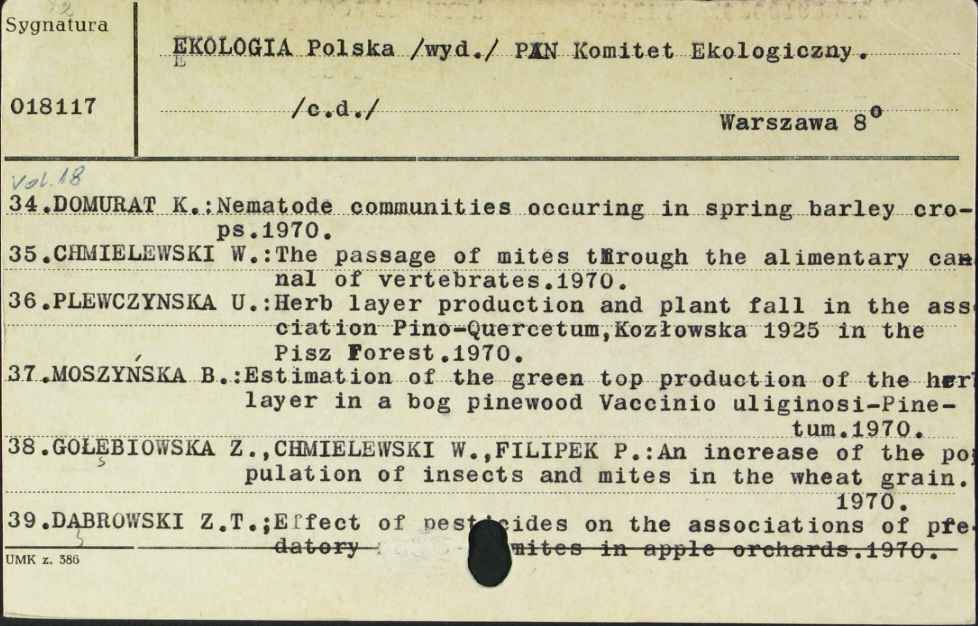 Sygnatura
EKOLOGIA Polska /wyd./ PAN Komitet Ekologiczny.
018117
/c.d./
Warszawa 8°
Vol. 18
34.DOMURAT K.:Nematode communities occuring in spring barley cro-
ps.1970.
35.CHMIELEWSKI W.:The passage of mites through the alimentary can
nal of vertebrates.1970.
36.PLEWCZYNSKA U.:Herb layer production and plant fall in the ass
ciation Pino-Quercetum,Kozłowska 1925 in the
Pisz Forest.1970.
37.MOSZYŃSKA B.:Estimation of the green top production of the her
layer in a bog pinewood Vaccinio uliginosi-Pine-
tum.1970.
38.GOŁĘBIOWSKA Z.,CHMIELEWSKI W.,FILIPEK P.:An increase of the po
pulation of insects and mites in the wheat grain.
1970.
39.DĄBROWSKI Z.T.;Effect of pesticides on the associations of pre
datory mites in apple orchards.1970.
UMK z. 386